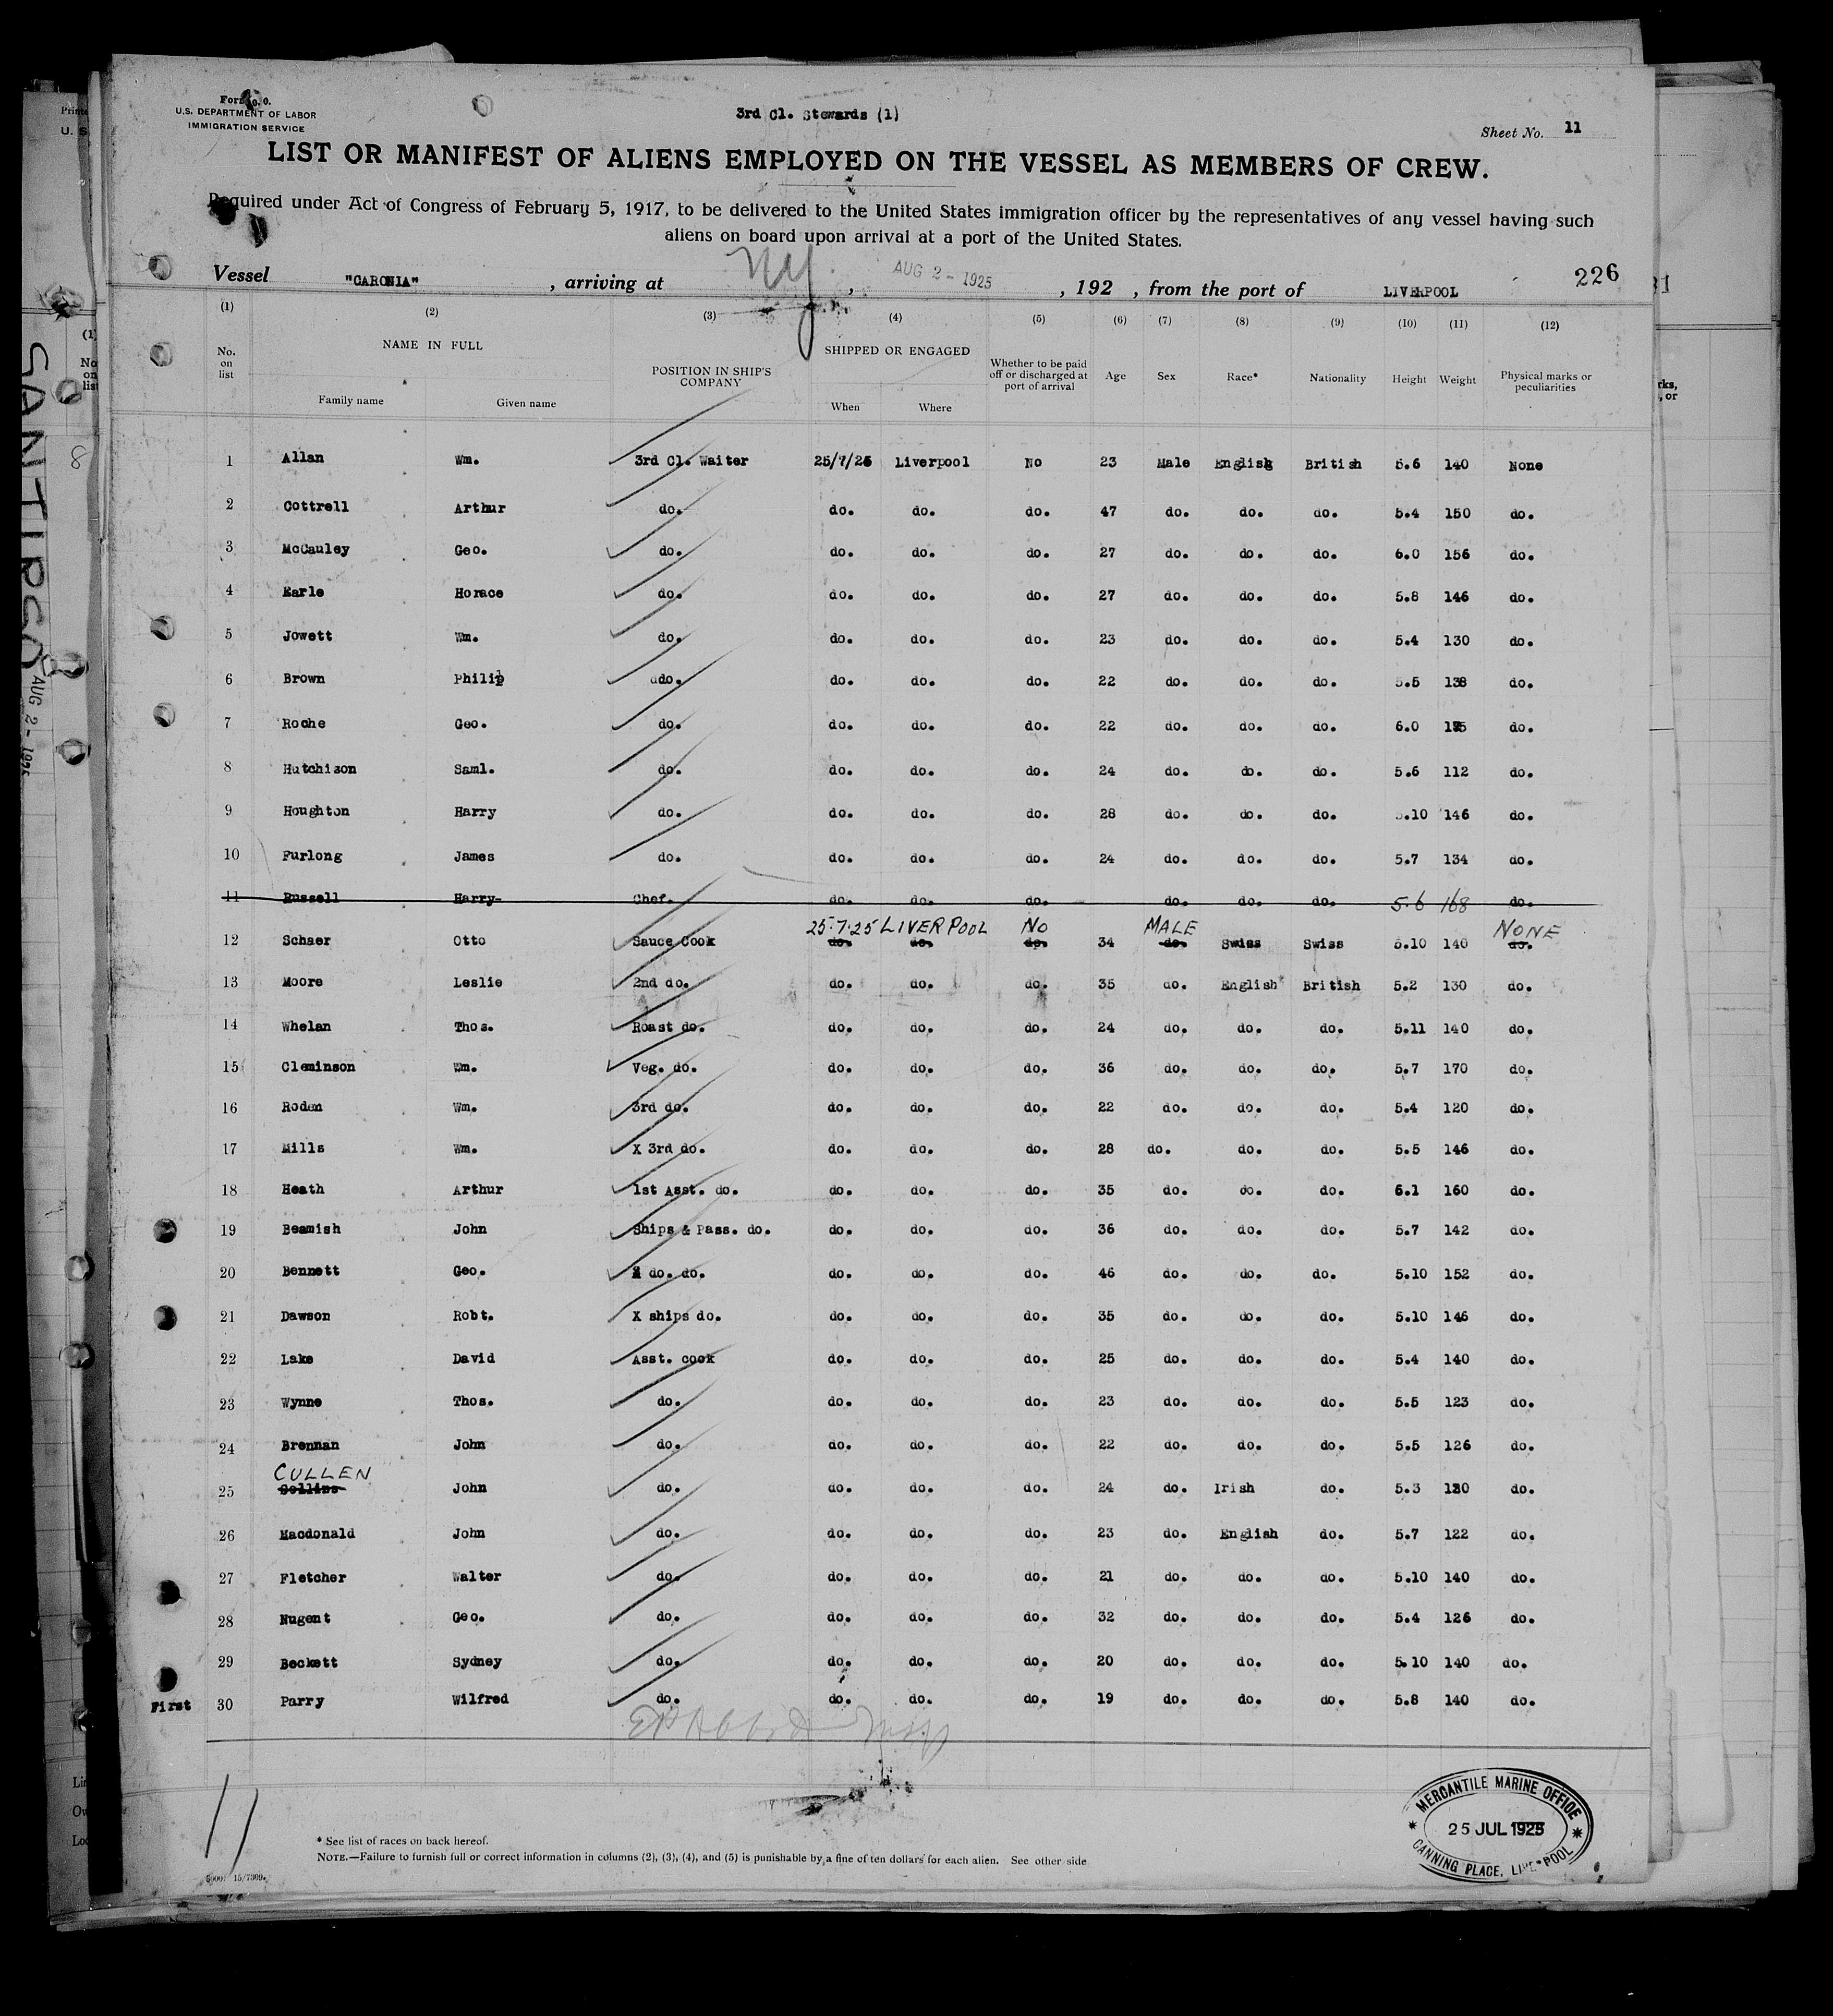 Form
U.S. DEPARTMENT OF LABOR
IMMIGRATION SERVICE
3rd Cl. Stewards (1)
Sheet No. 11
LIST OR MANIFEST OF ALIENS EMPLOYED ON THE VESSEL AS MEMBERS OF CREW.
Required under Act of Congress of February 5, 1917, to be delivered to the United States immigration officer by the representatives of any vessel having such
aliens on board upon arrival at a port of the United States.
Vessel "CARONIA" , arriving at NY , AUG 2 - 1925 , 192 , from the port of LIVERPOOL 226
(1) (2) (3) (4) (5) (6) (7) (8) (9) (10) (11) (12)
No. on list NAME IN FULL Family name Given name POSITION IN SHIP'S COMPANY SHIPPED OR ENGAGED When Where Whether to be paid off or discharged at port of arrival Age Sex Race* Nationality Height Weight Physical marks or peculiarities
1 Allan Wm. 3rd Cl. Waiter 25/7/25 Liverpool No 23 Male English British 5.6 140 None
2 Cottrell Arthur do. do. do. do. 47 do. do. do. 5.4 150 do.
3 McCauley Geo. do. do. do. do. 27 do. do. do. 6.0 156 do.
4 Earle Horace do. do. do. do. 27 do. do. do. 5.8 146 do.
5 Jowett Wm. do. do. do. do. 23 do. do. do. 5.4 130 do.
6 Brown Philip do. do. do. do. 22 do. do. do. 5.5 138 do.
7 Roche Geo. do. do. do. do. 22 do. do. do. 6.0 do.
8 Hutchison Saml. do. do. do. do. 24 do. do. do. 5.6 112 do.
9 Houghton Harry do. do. do. do. 28 do. do. do. 5.10 146 do.
10 Furlong James do. do. do. do. 24 do. do. do. 5.7 134 do.
11 Russell Harry Chef. do. do. do. do. do. do. 5.6 168 do.
25.7.25 LIVERPOOL NO MALE NONE
12 Schaer Otto Sauce Cook do. do. do. 34 do. Swiss Swiss 5.10 140 do.
13 Moore Leslie 2nd do. do. do. do. 35 do. English British 5.2 130 do.
14 Whelan Thos. Roast do. do. do. do. 24 do. do. do. 5.11 140 do.
15 Cleminson Wm. Veg. do. do. do. do. 36 do. do. do. 5.7 170 do.
16 Roden Wm. 3rd do. do. do. do. 22 do. do. do. 5.4 120 do.
17 Mills Wm. X 3rd do. do. do. do. 28 do. do. do. 5.5 146 do.
18 Heath Arthur 1st Asst. do. do. do. do. 35 do. do. do. 6.1 160 do.
19 Beamish John Ships & Pass. do. do. do. do. 36 do. do. do. 5.7 142 do.
20 Bennett Geo. do. do. do. do. do. 46 do. do. do. 5.10 152 do.
21 Dawson Robt. X ships do. do. do. do. 35 do. do. do. 5.10 146 do.
22 Lake David Asst. cook do. do. do. 25 do. do. do. 5.4 140 do.
23 Wynne Thos. do. do. do. do. 23 do. do. do. 5.5 123 do.
24 Brennan John do. do. do. do. 22 do. do. do. 5.5 126 do.
CULLEN
25 Collins John do. do. do. do. 24 do. Irish do. 5.3 do.
26 Macdonald John do. do. do. do. 23 do. English do. 5.7 122 do.
27 Fletcher Walter do. do. do. do. 21 do. do. do. 5.10 140 do.
28 Nugent Geo. do. do. do. do. 32 do. do. do. 5.4 126 do.
29 Beckett Sydney do. do. do. do. 20 do. do. do. 5.10 140 do.
First 30 Parry Wilfred do. do. do. do. 19 do. do. do. 5.8 140 do.
11
* See list of races on back hereof.
NOTE.—Failure to furnish full or correct information in columns (2), (3), (4), and (5) is punishable by a fine of ten dollars for each alien. See other side
MERCANTILE MARINE OFFICE
25 JUL 1925
CANNING PLACE, LIVERPOOL
SANTIAGO
AUG 2 - 1925
8